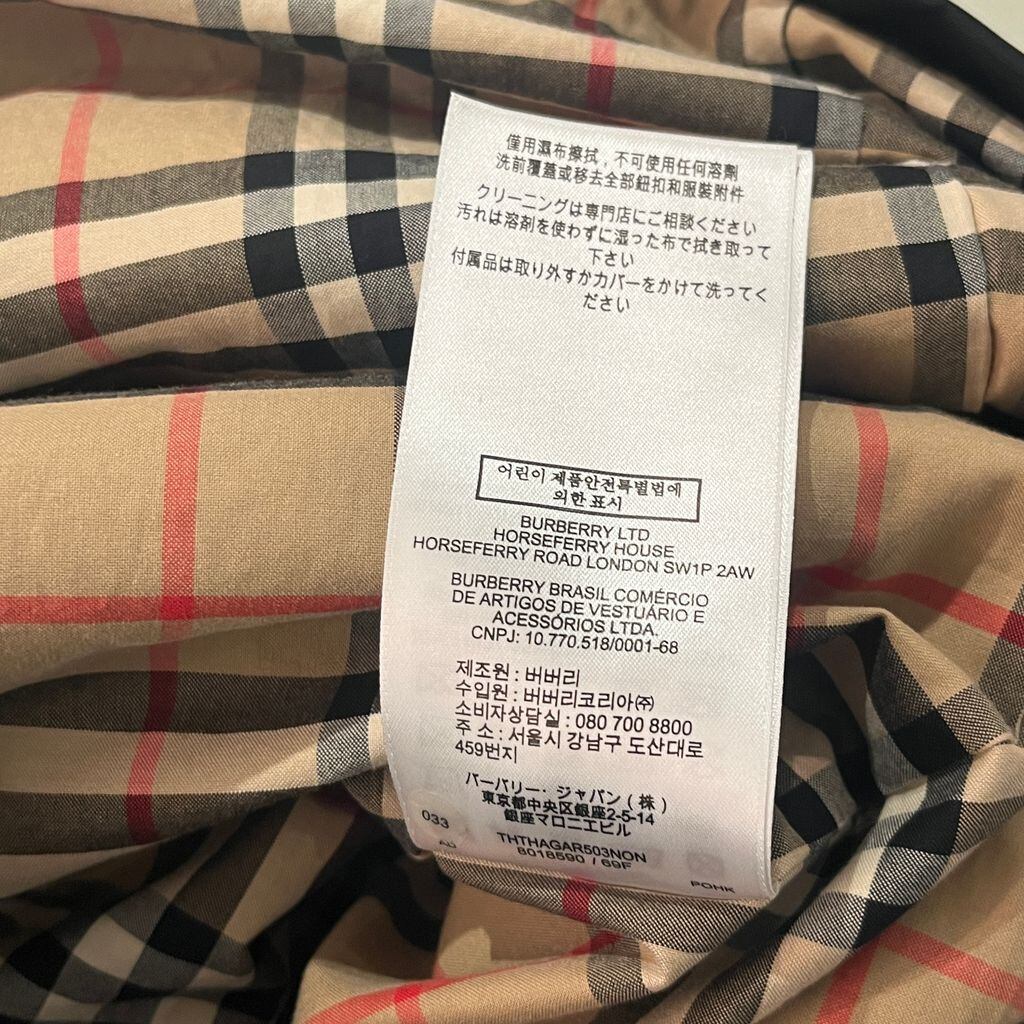 僅用濕布擦拭，不可使用任何溶劑
洗前覆蓋或移去全部鈕扣和服裝附件
クリーニングは専門店にご相談ください
汚れは溶剤を使わずに湿った布で拭き取って
下さい
付属品は取り外すかカバーをかけて洗ってく
ださい
어린이 제품안전특별법에
의한 표시
BURBERRY LTD
HORSEFERRY HOUSE
HORSEFERRY ROAD LONDON SW1P 2AW
BURBERRY BRASIL COMÉRCIO
DE ARTIGOS DE VESTUÁRIO E
ACESSÓRIOS LTDA.
CNPJ: 10.770.518/0001-68
제조원 : 버버리
수입원 : 버버리코리아㈜
소비자상담실 : 080 700 8800
주 소 : 서울시 강남구 도산대로
459번지
バーバリー・ジャパン (株)
東京都中央区銀座2-5-14
銀座マロニエビル
033
THTHAGAR503NON
8018590 / 69F
POHK